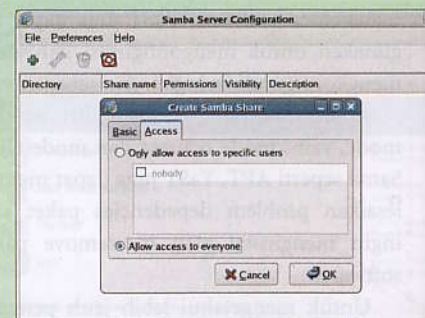 Samba Server Configuration
File Preferences Help
Directory Share name Permissions Visibility Description
Create Samba Share
Basic Access
Only allow access to specific users
nobody
Allow access to everyone
Cancel OK